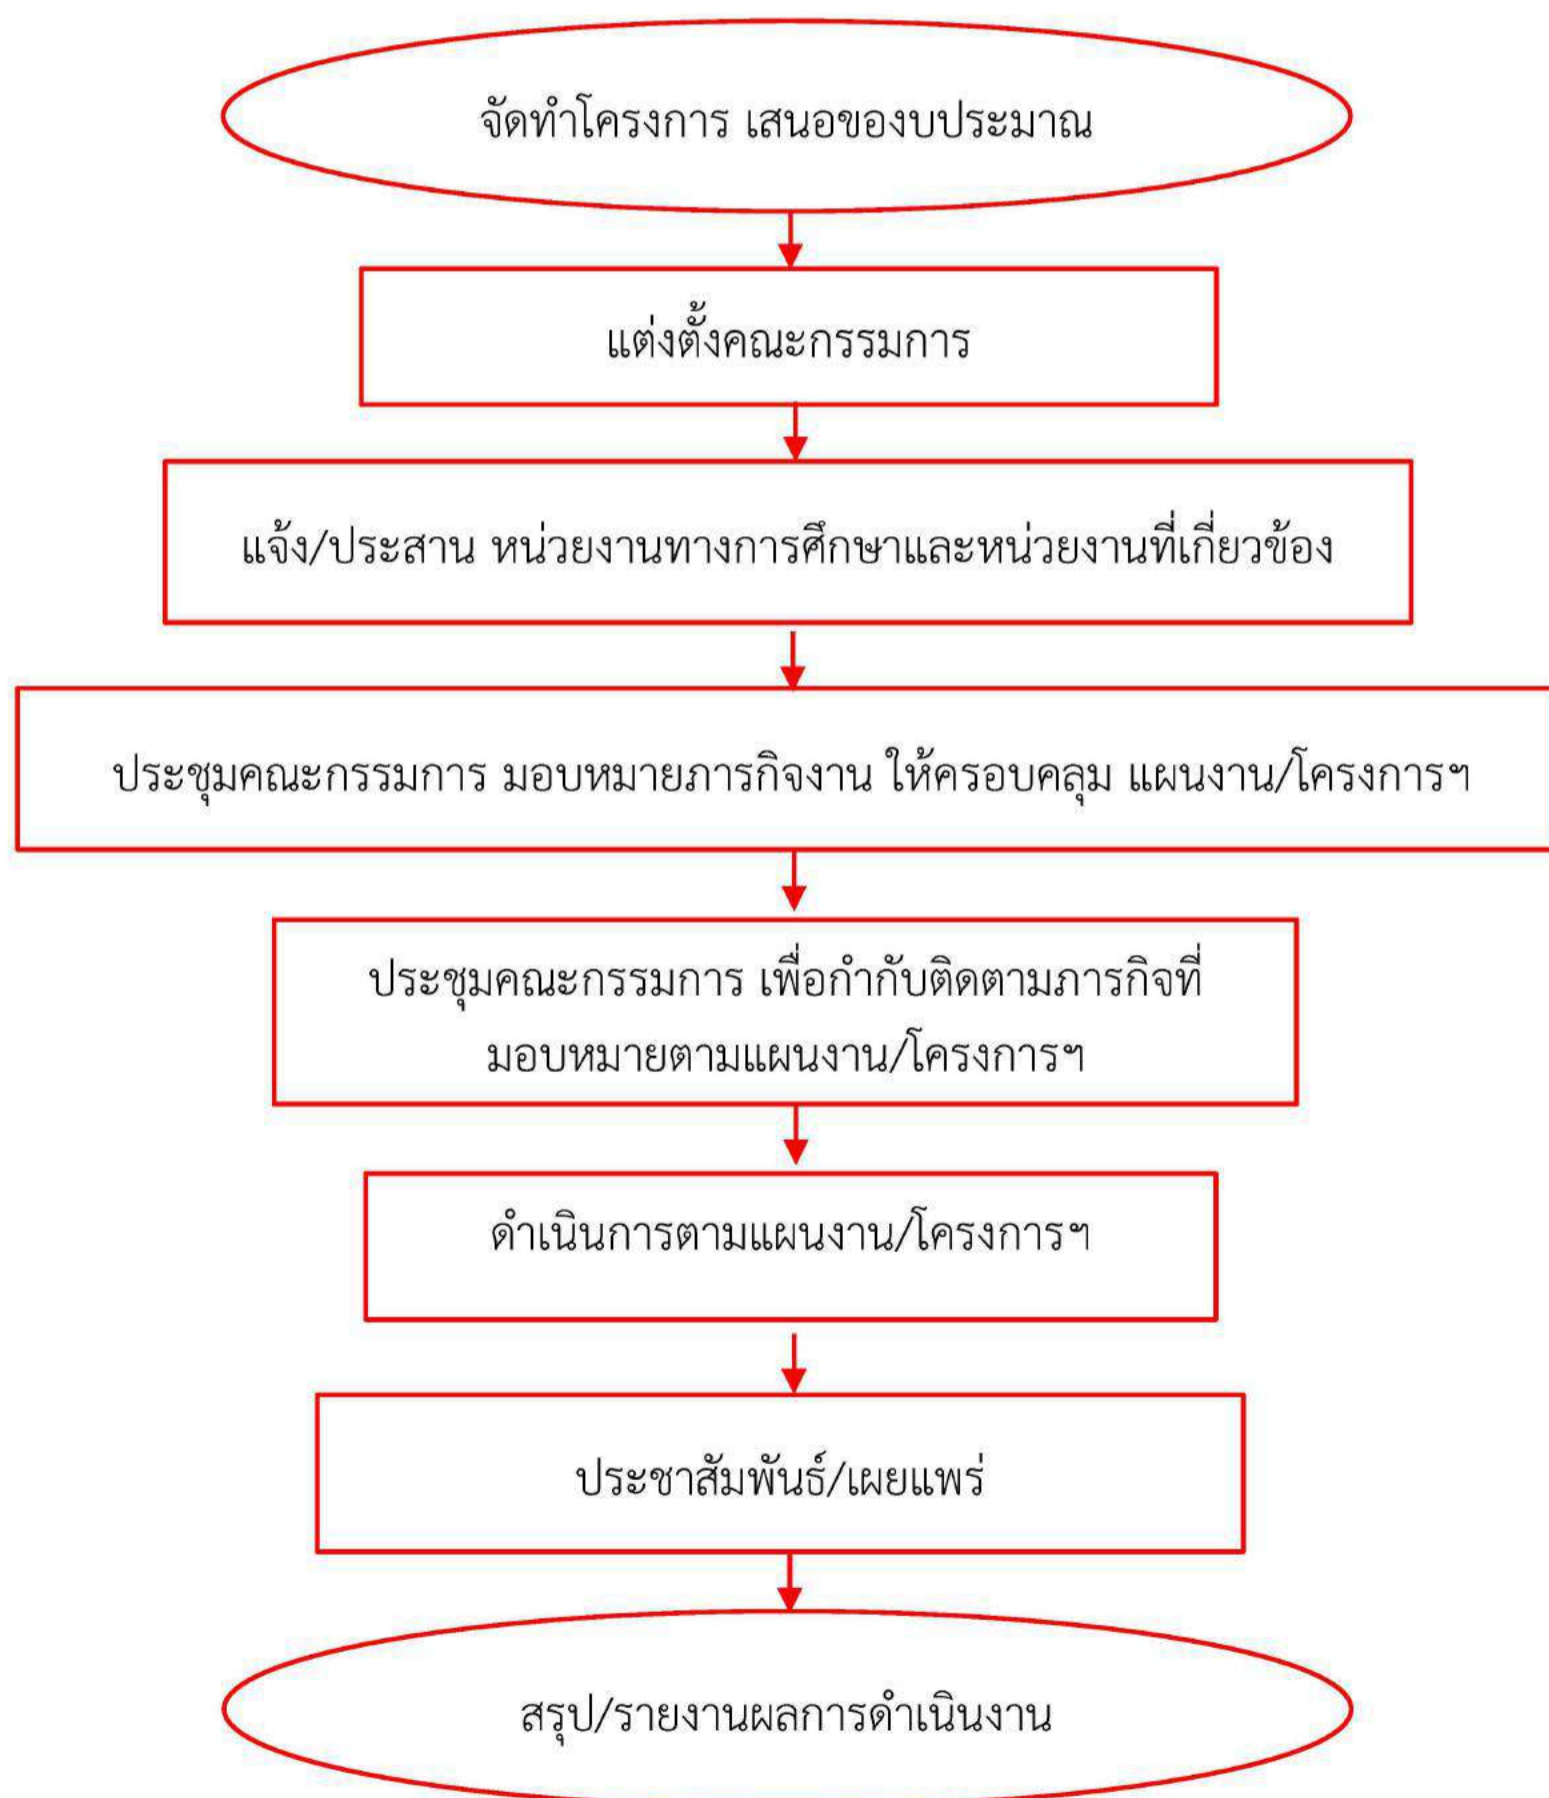 จัดทำโครงการ เสนอของบประมาณ
แต่งตั้งคณะกรรมการ
แจ้ง/ประสาน หน่วยงานทางการศึกษาและหน่วยงานที่เกี่ยวข้อง
ประชุมคณะกรรมการ มอบหมายภารกิจงาน ให้ครอบคลุม แผนงาน/โครงการฯ
ประชุมคณะกรรมการ เพื่อกำกับติดตามภารกิจที่
มอบหมายตามแผนงาน/โครงการฯ
ดำเนินการตามแผนงาน/โครงการฯ
ประชาสัมพันธ์/เผยแพร่
สรุป/รายงานผลการดำเนินงาน